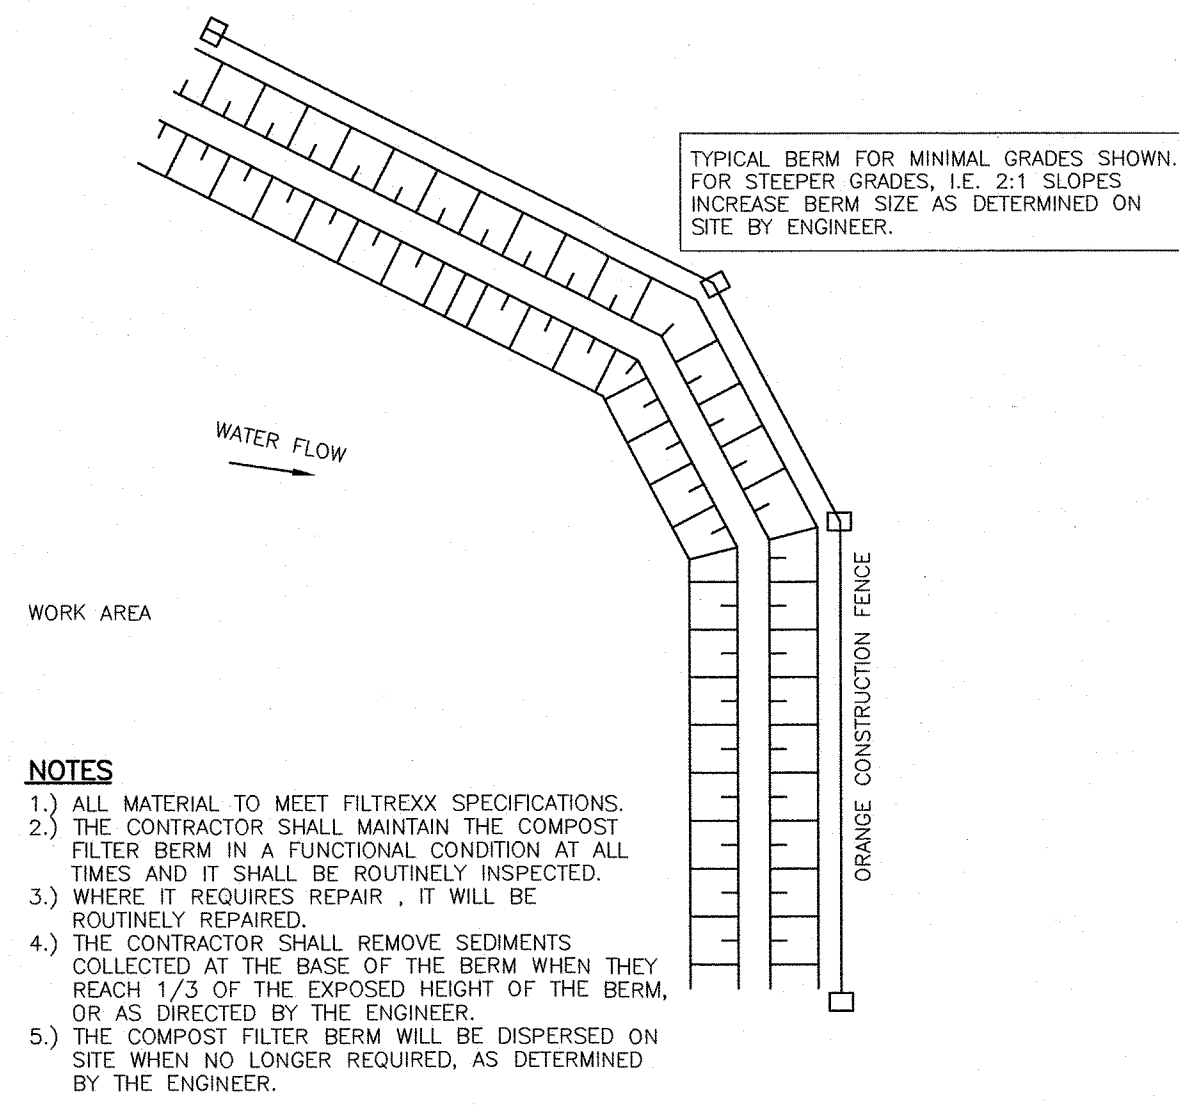 TYPICAL BERM FOR MINIMAL GRADES SHOWN.
FOR STEEPER GRADES, I.E. 2:1 SLOPES
INCREASE BERM SIZE AS DETERMINED ON
SITE BY ENGINEER.
WATER FLOW
WORK AREA
ORANGE CONSTRUCTION FENCE
NOTES
1.) ALL MATERIAL TO MEET FILTREXX SPECIFICATIONS.
2.) THE CONTRACTOR SHALL MAINTAIN THE COMPOST
FILTER BERM IN A FUNCTIONAL CONDITION AT ALL
TIMES AND IT SHALL BE ROUTINELY INSPECTED.
3.) WHERE IT REQUIRES REPAIR , IT WILL BE
ROUTINELY REPAIRED.
4.) THE CONTRACTOR SHALL REMOVE SEDIMENTS
COLLECTED AT THE BASE OF THE BERM WHEN THEY
REACH 1/3 OF THE EXPOSED HEIGHT OF THE BERM,
OR AS DIRECTED BY THE ENGINEER.
5.) THE COMPOST FILTER BERM WILL BE DISPERSED ON
SITE WHEN NO LONGER REQUIRED, AS DETERMINED
BY THE ENGINEER.